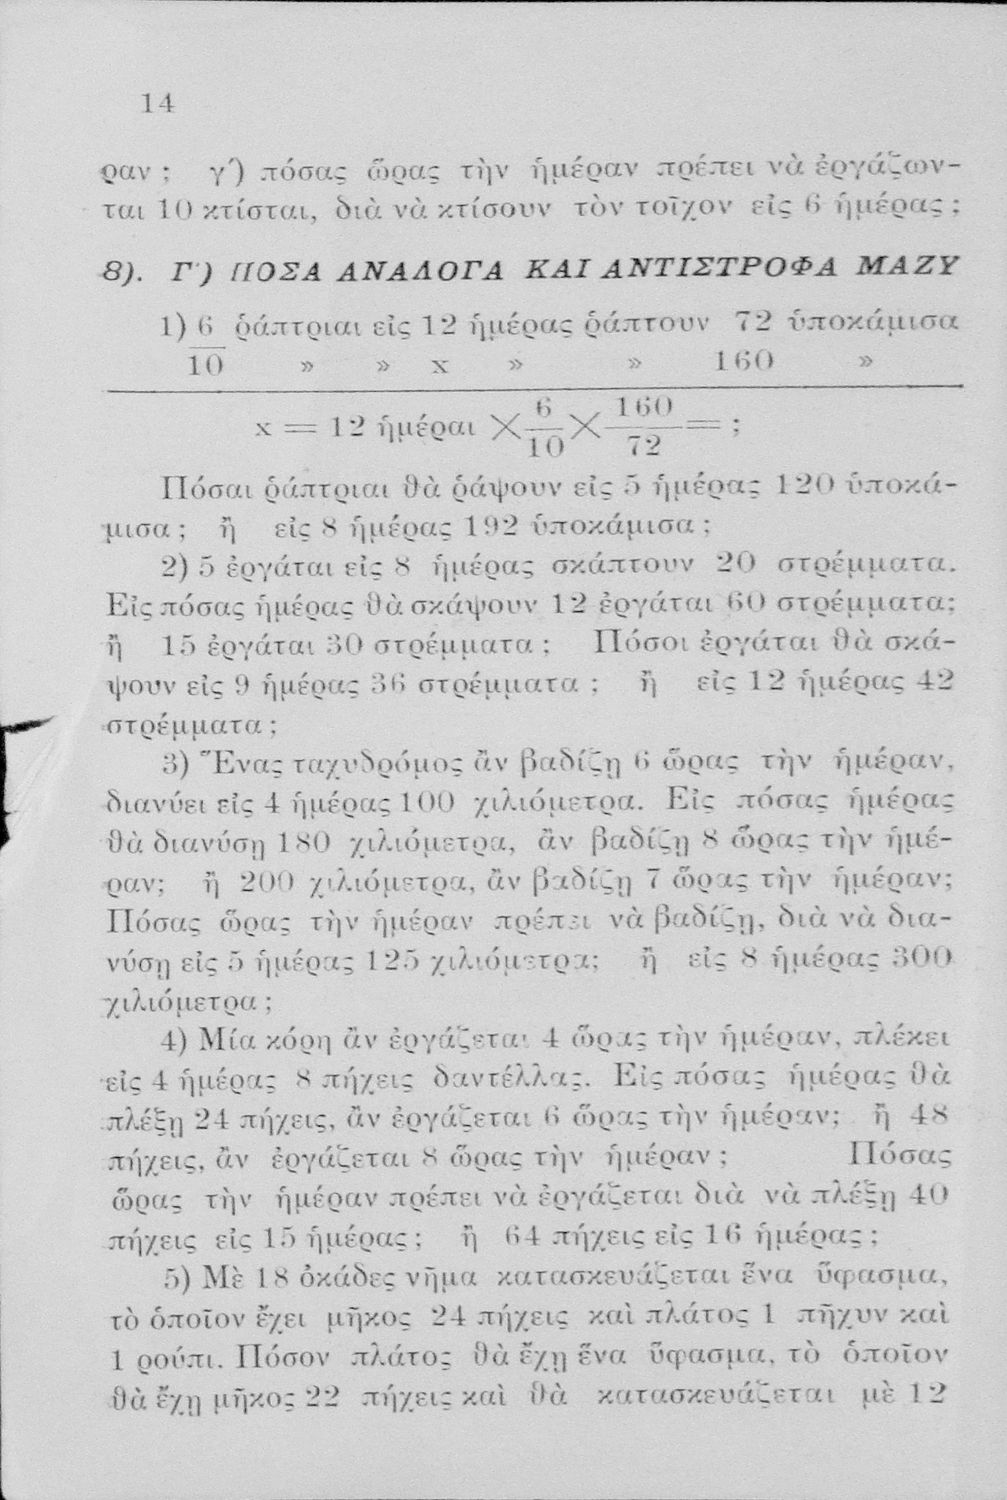 14
ραν ; γ΄) πόσας ὥρας τὴν ἡμέραν πρέπει νὰ ἐργάζων-
ται 10 κτίσται, διὰ νὰ κτίσουν τὸν τοῖχον εἰς 6 ἡμέρας ;
8). Γ΄) ΠΟΣΑ ΑΝΑΛΟΓΑ ΚΑΙ ΑΝΤΙΣΤΡΟΦΑ ΜΑΖΥ
1) 6 ῥάπτριαι εἰς 12 ἡμέρας ῥάπτουν 72 ὑποκάμισα
10 » » x » » 160 »
x = 12 ἡμέραι × 6/10 × 160/72 = ;
Πόσαι ῥάπτριαι θὰ ῥάψουν εἰς 5 ἡμέρας 120 ὑποκά-
μισα ; ἢ εἰς 8 ἡμέρας 192 ὑποκάμισα ;
2) 5 ἐργάται εἰς 8 ἡμέρας σκάπτουν 20 στρέμματα.
Εἰς πόσας ἡμέρας θὰ σκάψουν 12 ἐργάται 60 στρέμματα;
ἢ 15 ἐργάται 30 στρέμματα ; Πόσοι ἐργάται θὰ σκά-
ψουν εἰς 9 ἡμέρας 36 στρέμματα ; ἢ εἰς 12 ἡμέρας 42
στρέμματα ;
3) Ἕνας ταχυδρόμος ἂν βαδίζῃ 6 ὥρας τὴν ἡμέραν,
διανύει εἰς 4 ἡμέρας 100 χιλιόμετρα. Εἰς πόσας ἡμέρας
θὰ διανύσῃ 180 χιλιόμετρα, ἂν βαδίζῃ 8 ὥρας τὴν ἡμέ-
ραν; ἢ 200 χιλιόμετρα, ἂν βαδίζῃ 7 ὥρας τὴν ἡμέραν;
Πόσας ὥρας τὴν ἡμέραν πρέπει νὰ βαδίζῃ, διὰ νὰ δια-
νύσῃ εἰς 5 ἡμέρας 125 χιλιόμετρα; ἢ εἰς 8 ἡμέρας 300
χιλιόμετρα ;
4) Μία κόρη ἂν ἐργάζεται 4 ὥρας τὴν ἡμέραν, πλέκει
εἰς 4 ἡμέρας 8 πήχεις δαντέλλας. Εἰς πόσας ἡμέρας θὰ
πλέξῃ 24 πήχεις, ἂν ἐργάζεται 6 ὥρας τὴν ἡμέραν; ἢ 48
πήχεις, ἂν ἐργάζεται 8 ὥρας τὴν ἡμέραν ; Πόσας
ὥρας τὴν ἡμέραν πρέπει νὰ ἐργάζεται διὰ νὰ πλέξῃ 40
πήχεις εἰς 15 ἡμέρας ; ἢ 64 πήχεις εἰς 16 ἡμέρας ;
5) Μὲ 18 ὀκάδες νῆμα κατασκευάζεται ἕνα ὕφασμα,
τὸ ὁποῖον ἔχει μῆκος 24 πήχεις καὶ πλάτος 1 πῆχυν καὶ
1 ρούπι. Πόσον πλάτος θὰ ἔχῃ ἕνα ὕφασμα, τὸ ὁποῖον
θὰ ἔχῃ μῆκος 22 πήχεις καὶ θὰ κατασκευάζεται μὲ 12